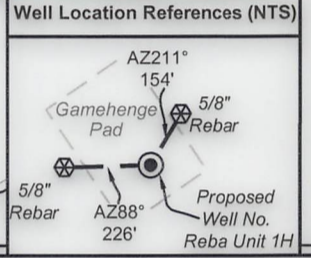 Well Location References (NTS)
AZ211°
154'
Gamehenge
Pad
5/8"
Rebar
5/8"
Rebar
AZ88°
226'
Proposed
Well No.
Reba Unit 1H